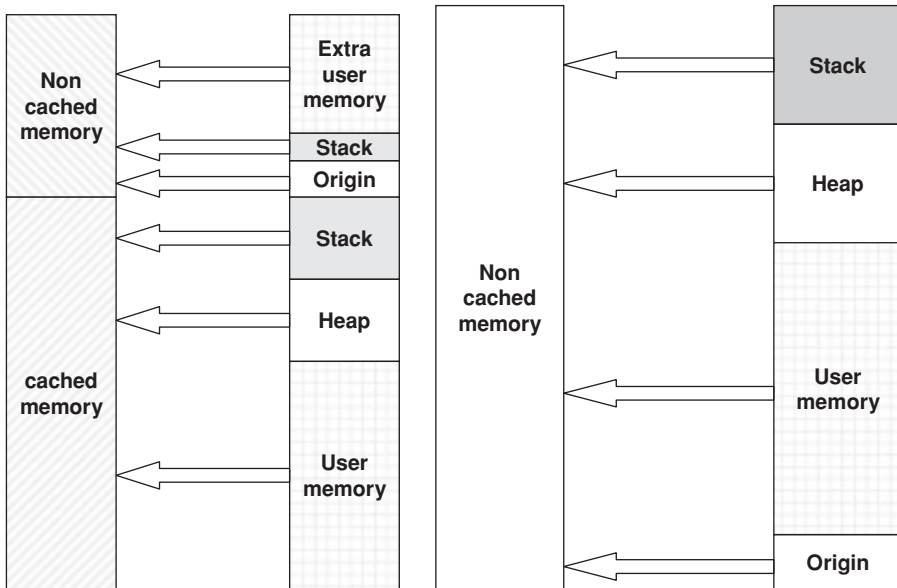 Non
cached
memory
cached
memory
Extra
user
memory
Stack
Origin
Stack
Heap
User
memory
Non
cached
memory
Stack
Heap
User
memory
Origin